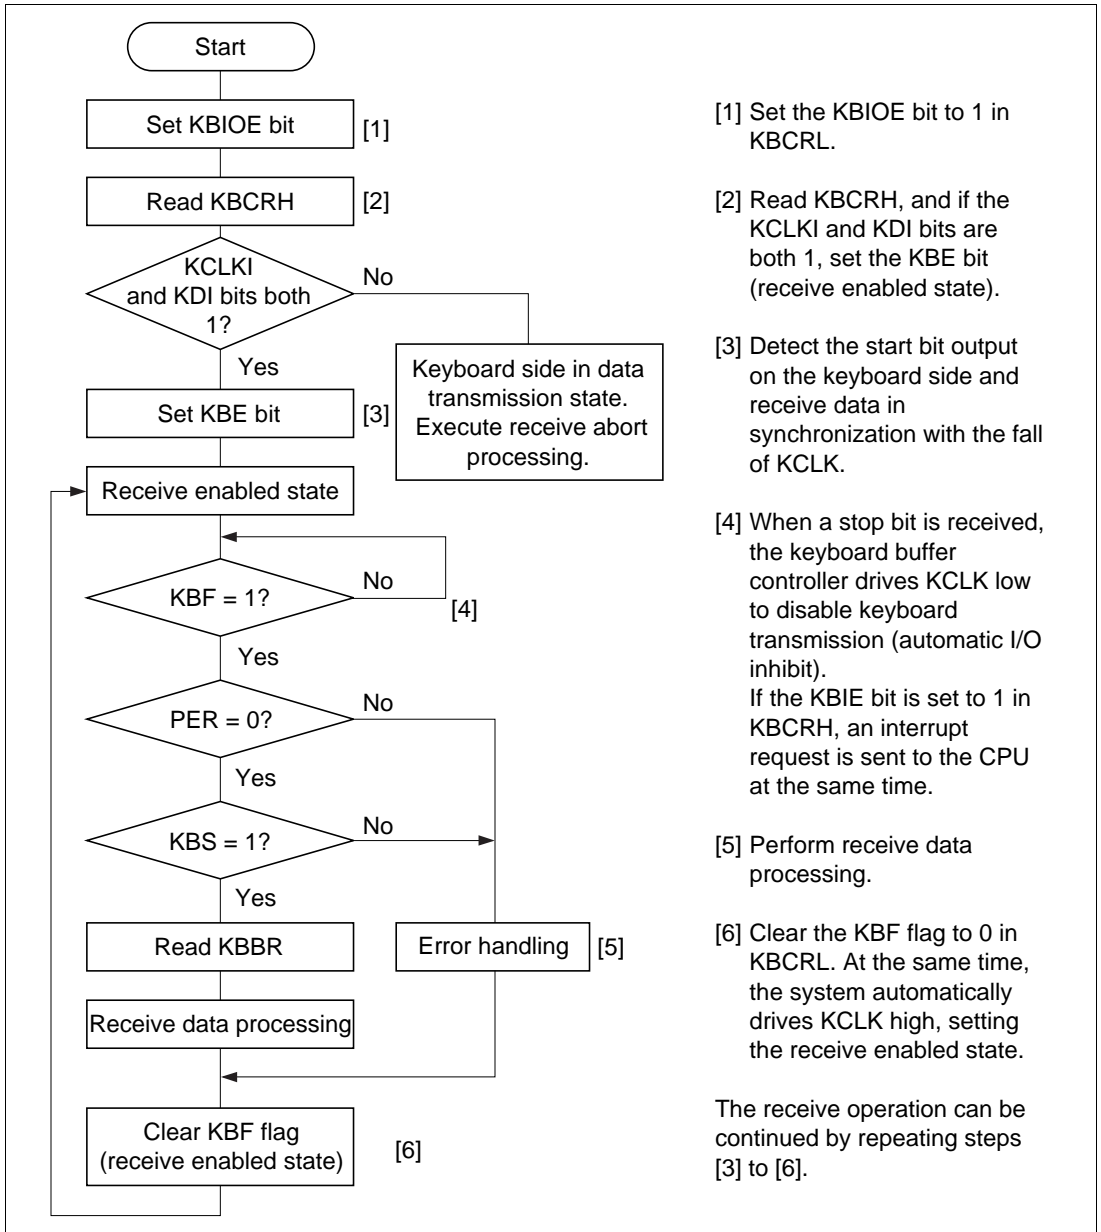 Start
Set KBIOE bit
[1]
Read KBCRH
[2]
KCLKI
and KDI bits both
1?
No
Yes
Keyboard side in data
transmission state.
Execute receive abort
processing.
Set KBE bit
[3]
Receive enabled state
KBF = 1?
No
[4]
Yes
PER = 0?
No
Yes
KBS = 1?
No
Yes
Read KBBR
Error handling
[5]
Receive data processing
Clear KBF flag
(receive enabled state)
[6]
[1] Set the KBIOE bit to 1 in
KBCRL.
[2] Read KBCRH, and if the
KCLKI and KDI bits are
both 1, set the KBE bit
(receive enabled state).
[3] Detect the start bit output
on the keyboard side and
receive data in
synchronization with the fall
of KCLK.
[4] When a stop bit is received,
the keyboard buffer
controller drives KCLK low
to disable keyboard
transmission (automatic I/O
inhibit).
If the KBIE bit is set to 1 in
KBCRH, an interrupt
request is sent to the CPU
at the same time.
[5] Perform receive data
processing.
[6] Clear the KBF flag to 0 in
KBCRL. At the same time,
the system automatically
drives KCLK high, setting
the receive enabled state.
The receive operation can be
continued by repeating steps
[3] to [6].